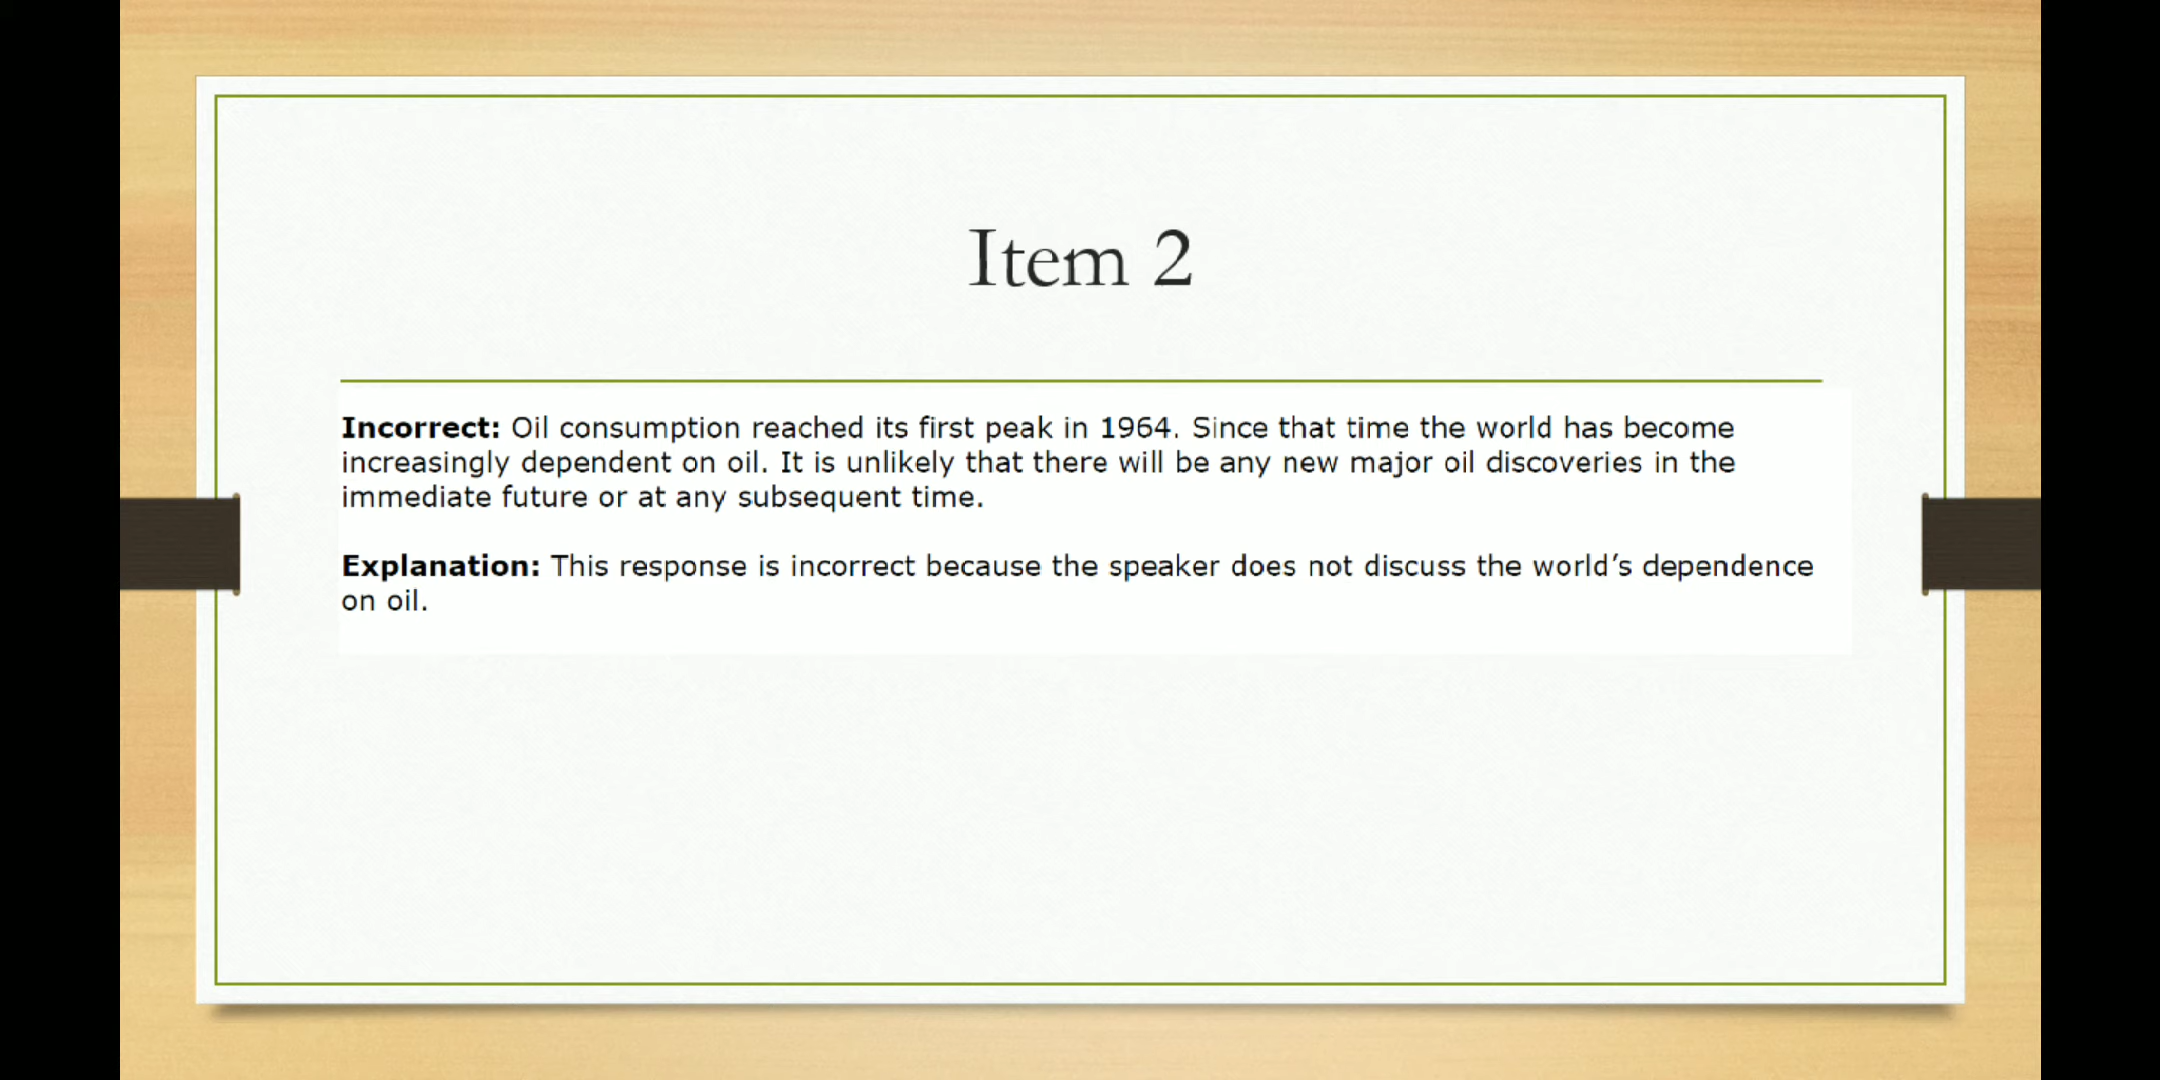 Item 2
Incorrect: Oil consumption reached its first peak in 1964. Since that time the world has become
increasingly dependent on oil. It is unlikely that there will be any new major oil discoveries in the
immediate future or at any subsequent time.
Explanation: This response is incorrect because the speaker does not discuss the world’s dependence
on oil.